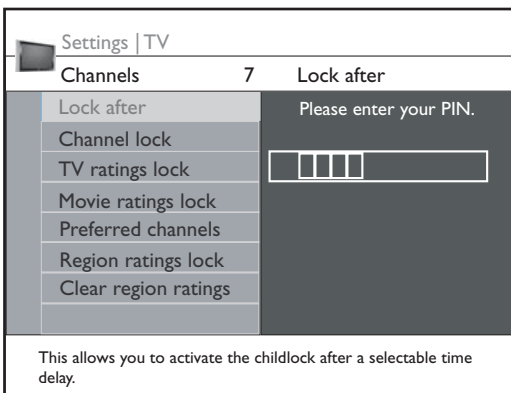 Settings | TV
Channels 7 Lock after
Lock after
Please enter your PIN.
Channel lock
TV ratings lock
Movie ratings lock
Preferred channels
Region ratings lock
Clear region ratings
This allows you to activate the childlock after a selectable time
delay.